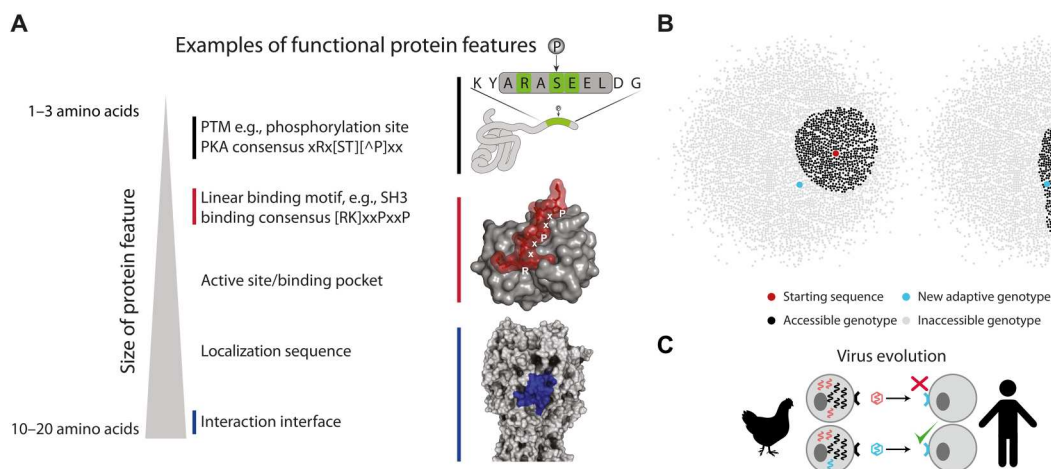 A
Examples of functional protein features
P
K Y A R A S E E L D G
P
1–3 amino acids
PTM e.g., phosphorylation site
PKA consensus xRx[ST][^P]xx
Linear binding motif, e.g., SH3
binding consensus [RK]xxPxxP
P
x
x
P
x
x
R
Active site/binding pocket
Localization sequence
Interaction interface
10–20 amino acids
Size of protein feature
B
Starting sequence
New adaptive genotype
Accessible genotype
Inaccessible genotype
C
Virus evolution